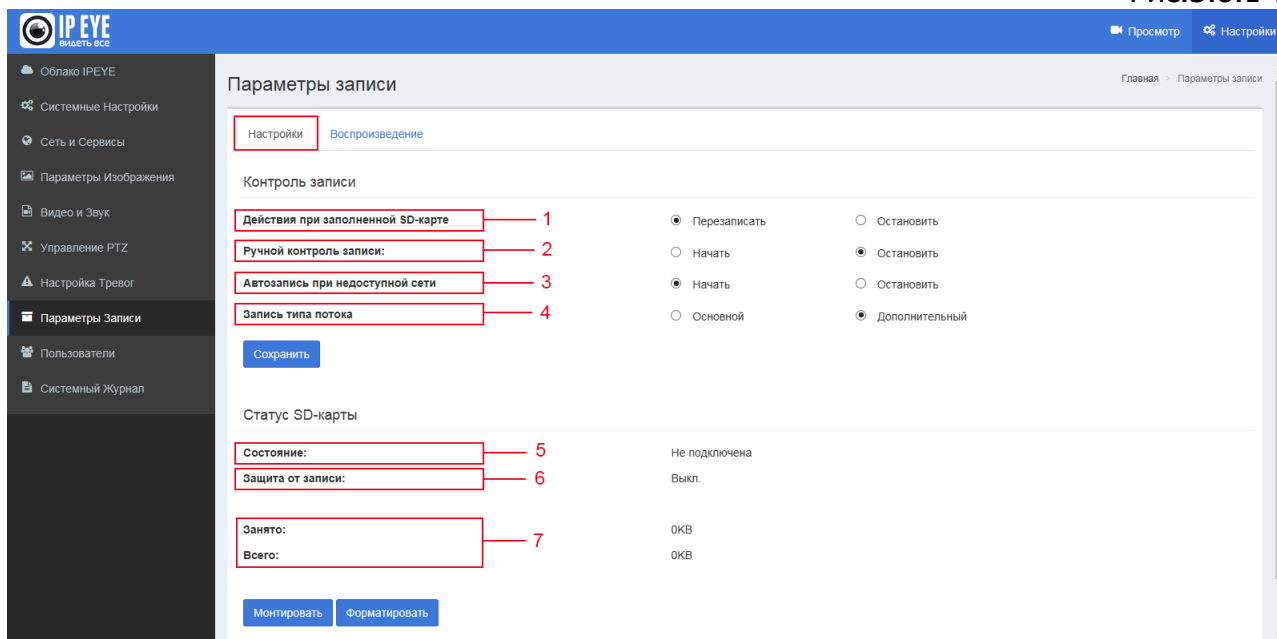 IP EYE
видеть все
Просмотр Настройки
Облако IPEYE
Системные Настройки
Сеть и Сервисы
Параметры Изображения
Видео и Звук
Управление PTZ
Настройка Тревог
Параметры Записи
Пользователи
Системный Журнал
Параметры записи
Главная > Параметры записи
Настройки Воспроизведение
Контроль записи
Действия при заполненной SD-карте 1 Перезаписать Остановить
Ручной контроль записи: 2 Начать Остановить
Автозапись при недоступной сети 3 Начать Остановить
Запись типа потока 4 Основной Дополнительный
Сохранить
Статус SD-карты
Состояние: 5 Не подключена
Защита от записи: 6 Выкл.
Занято: 0KB
7
Всего: 0KB
Монтировать Форматировать